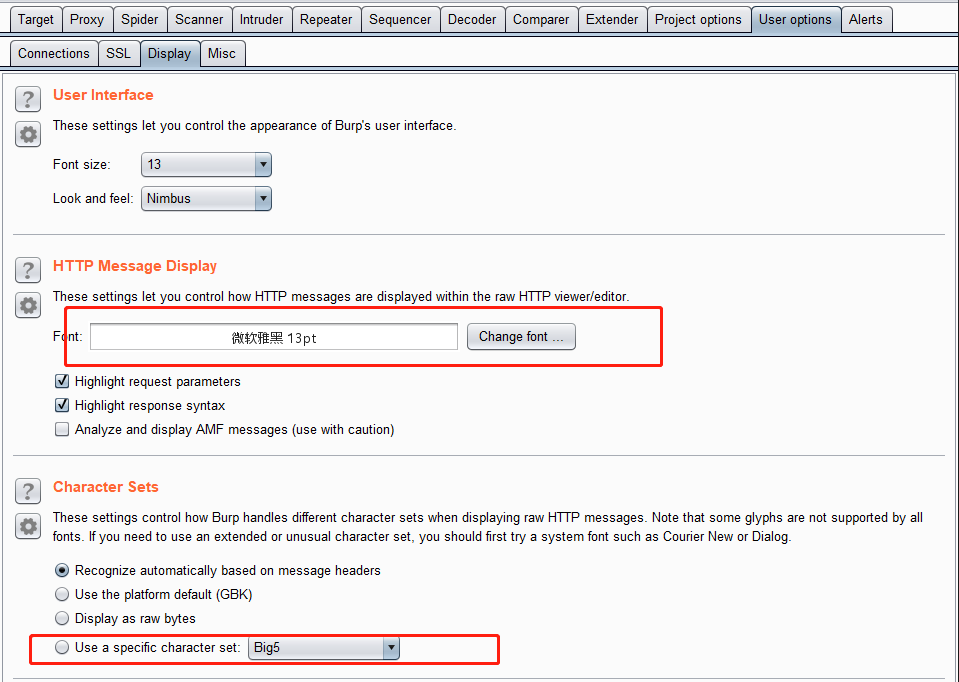 Target Proxy Spider Scanner Intruder Repeater Sequencer Decoder Comparer Extender Project options User options Alerts
Connections SSL Display Misc
User Interface
These settings let you control the appearance of Burp's user interface.
Font size: 13
Look and feel: Nimbus
HTTP Message Display
These settings let you control how HTTP messages are displayed within the raw HTTP viewer/editor.
Font: 微软雅黑 13pt Change font ...
Highlight request parameters
Highlight response syntax
Analyze and display AMF messages (use with caution)
Character Sets
These settings control how Burp handles different character sets when displaying raw HTTP messages. Note that some glyphs are not supported by all
fonts. If you need to use an extended or unusual character set, you should first try a system font such as Courier New or Dialog.
Recognize automatically based on message headers
Use the platform default (GBK)
Display as raw bytes
Use a specific character set: Big5